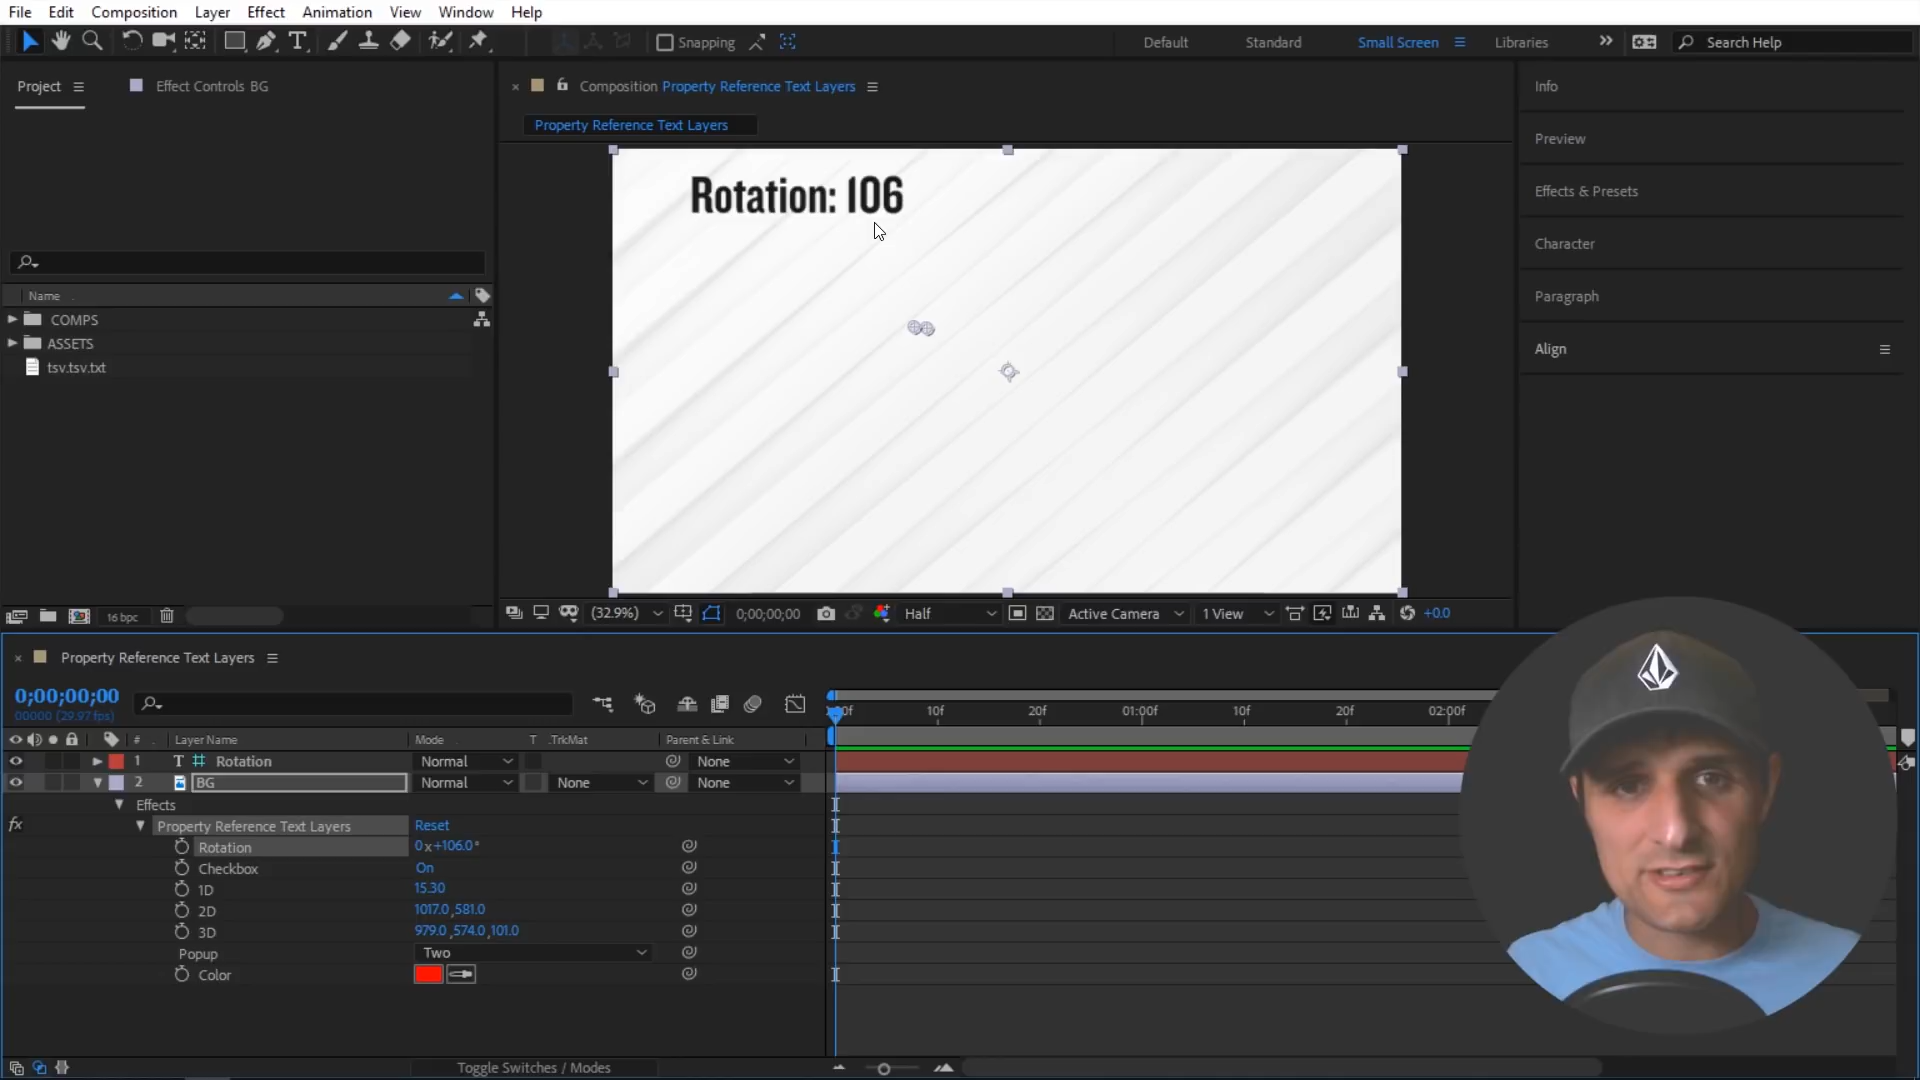 File Edit Composition Layer Effect Animation View Window Help
Snapping Default Standard Small Screen Libraries Search Help
Project Effect Controls BG
Composition Property Reference Text Layers
Property Reference Text Layers
Name
COMPS
ASSETS
tsv.tsv.txt
16 bpc
Rotation: 106
(32.9%) 0;00;00;00 Half Active Camera 1 View +0.0
Info
Preview
Effects & Presets
Character
Paragraph
Align
Property Reference Text Layers
0;00;00;00
00000 (29.97 fps)
10f 20f 01:00f 10f 20f 02:00f
# Layer Name Mode T .TrkMat Parent & Link
1 T # Rotation Normal None
2 BG Normal None None
Effects
fx Property Reference Text Layers Reset
Rotation 0x+106.0°
Checkbox On
1D 15.30
2D 1017.0,581.0
3D 979.0,574.0,101.0
Popup Two
Color
Toggle Switches / Modes